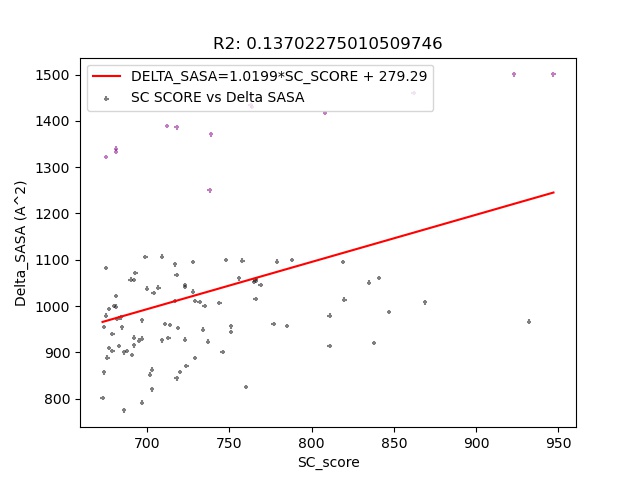 R2: 0.13702275010509746
DELTA_SASA=1.0199*SC_SCORE + 279.29
SC SCORE vs Delta SASA
Delta_SASA (A^2)
1500
1400
1300
1200
1100
1000
900
800
700 750 800 850 900 950
SC_score